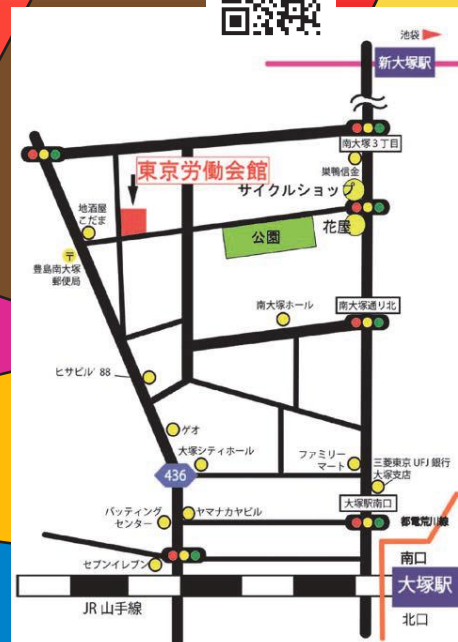 池袋
新大塚駅
南大塚3丁目
巣鴨信金
東京労働会館
サイクルショップ
地酒屋
こだま
花屋
公園
〒
豊島南大塚
郵便局
南大塚ホール
南大塚通り北
ヒサビル'88
ゲオ
大塚シティホール
ファミリー
マート
三菱東京UFJ銀行
大塚支店
436
大塚駅南口
バッティング
センター
ヤマナカヤビル
都電荒川線
セブンイレブン
南口
大塚駅
JR山手線
北口